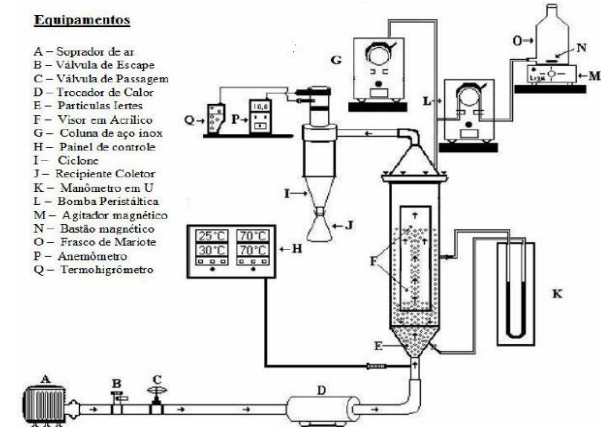 Equipamentos
A – Soprador de ar
B – Válvula de Escape
C – Válvula de Passagem
D – Trocador de Calor
E – Partículas Iertes
F – Visor em Acrílico
G – Coluna de aço inox
H – Painel de controle
I – Ciclone
J – Recipiente Coletor
K – Manômetro em U
L – Bomba Peristáltica
M – Agitador magnético
N – Bastão magnético
O – Frasco de Mariote
P – Anemômetro
Q – Termohigrômetro
O
N
G
M
L
Q
P
I
J
25°C 70°C
30°C 70°C
H
F
K
E
A
B
C
D